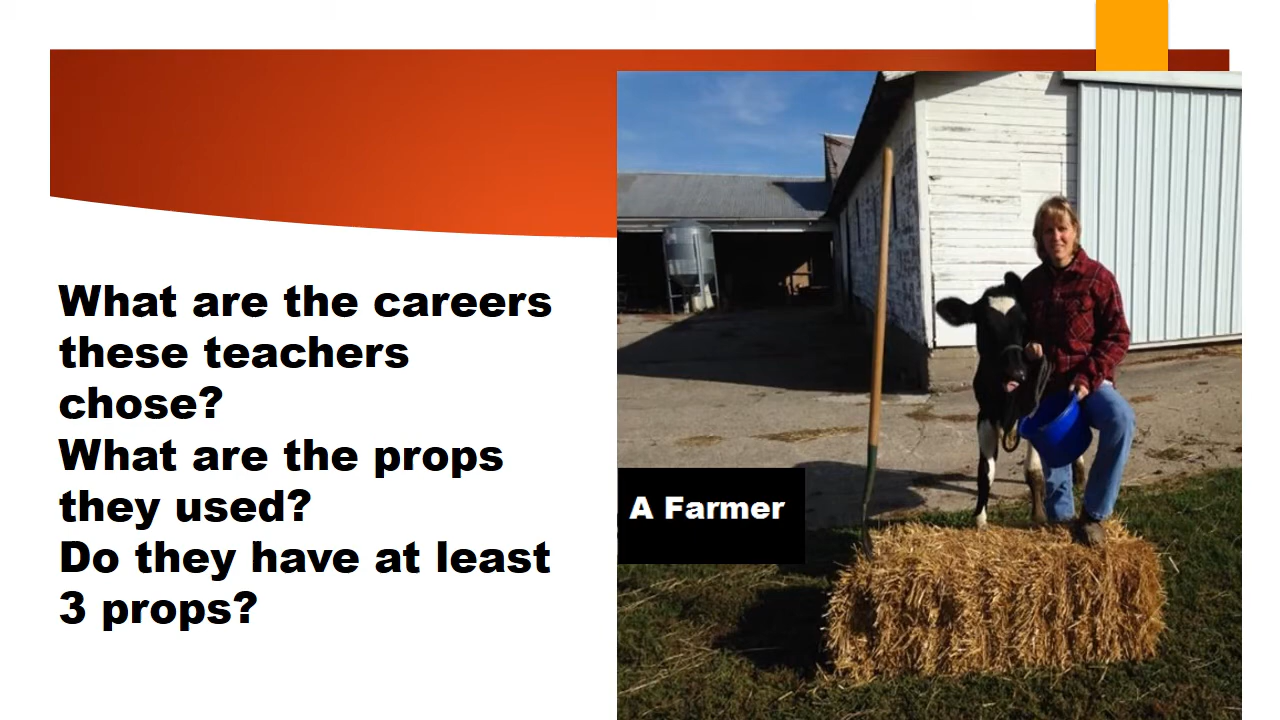 What are the careers
these teachers
chose?
What are the props
they used?
Do they have at least
3 props?
A Farmer